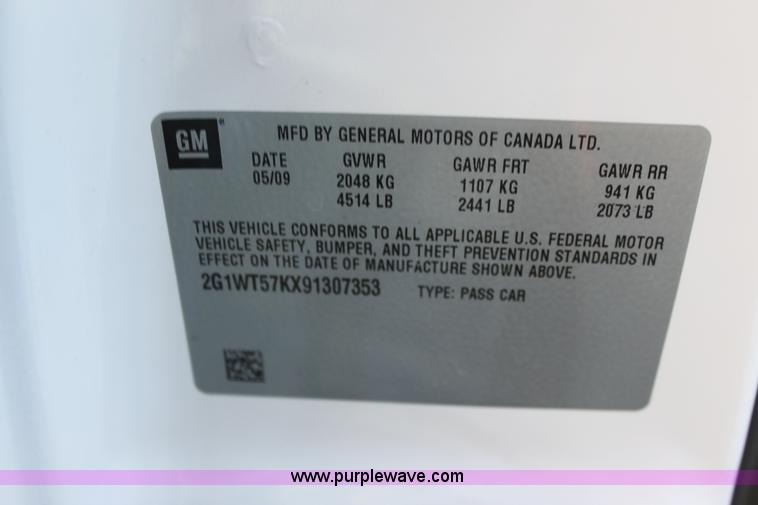 GM
MFD BY GENERAL MOTORS OF CANADA LTD.
DATE GVWR GAWR FRT GAWR RR
05/09 2048 KG 1107 KG 941 KG
4514 LB 2441 LB 2073 LB
THIS VEHICLE CONFORMS TO ALL APPLICABLE U.S. FEDERAL MOTOR
VEHICLE SAFETY, BUMPER, AND THEFT PREVENTION STANDARDS IN
EFFECT ON THE DATE OF MANUFACTURE SHOWN ABOVE.
2G1WT57KX91307353 TYPE: PASS CAR
www.purplewave.com